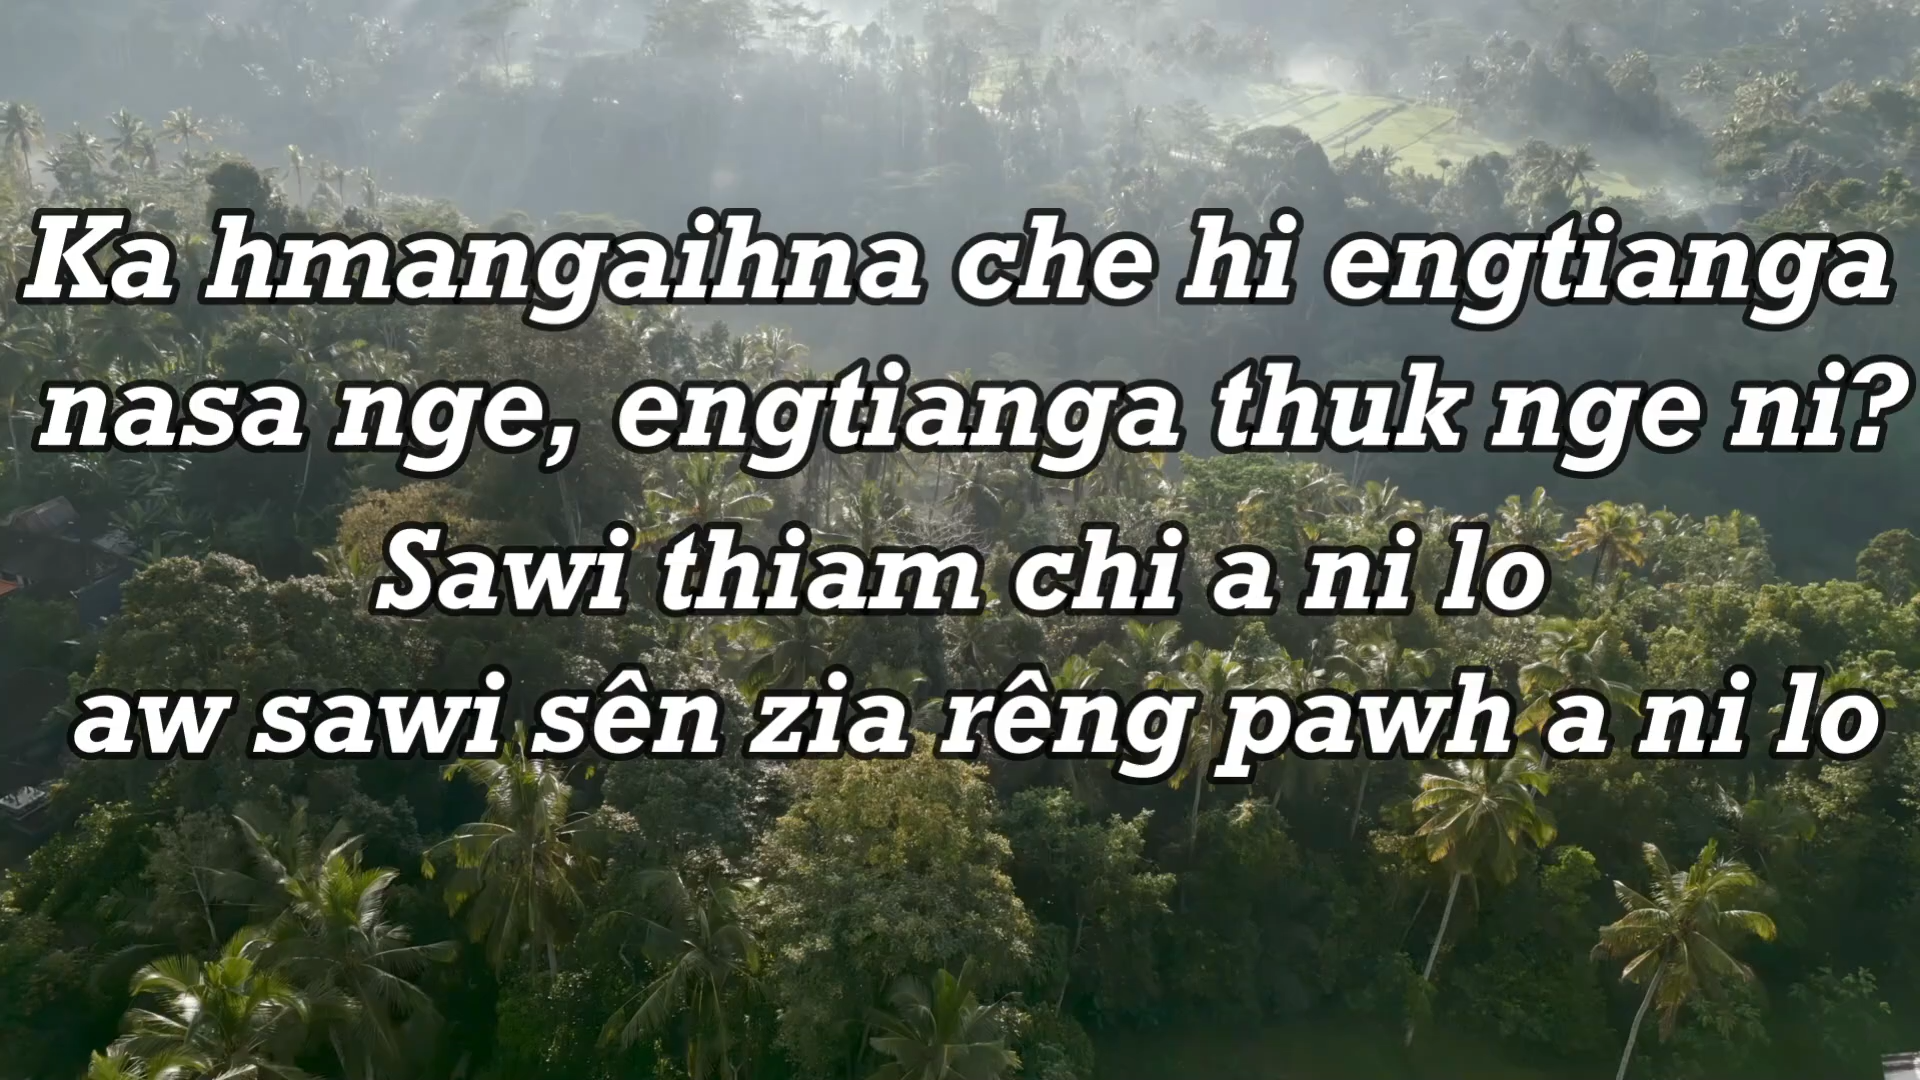 Ka hmangaihna che hi engtianga
nasa nge, engtianga thuk nge ni?
Sawi thiam chi a ni lo
aw sawi sên zia rêng pawh a ni lo